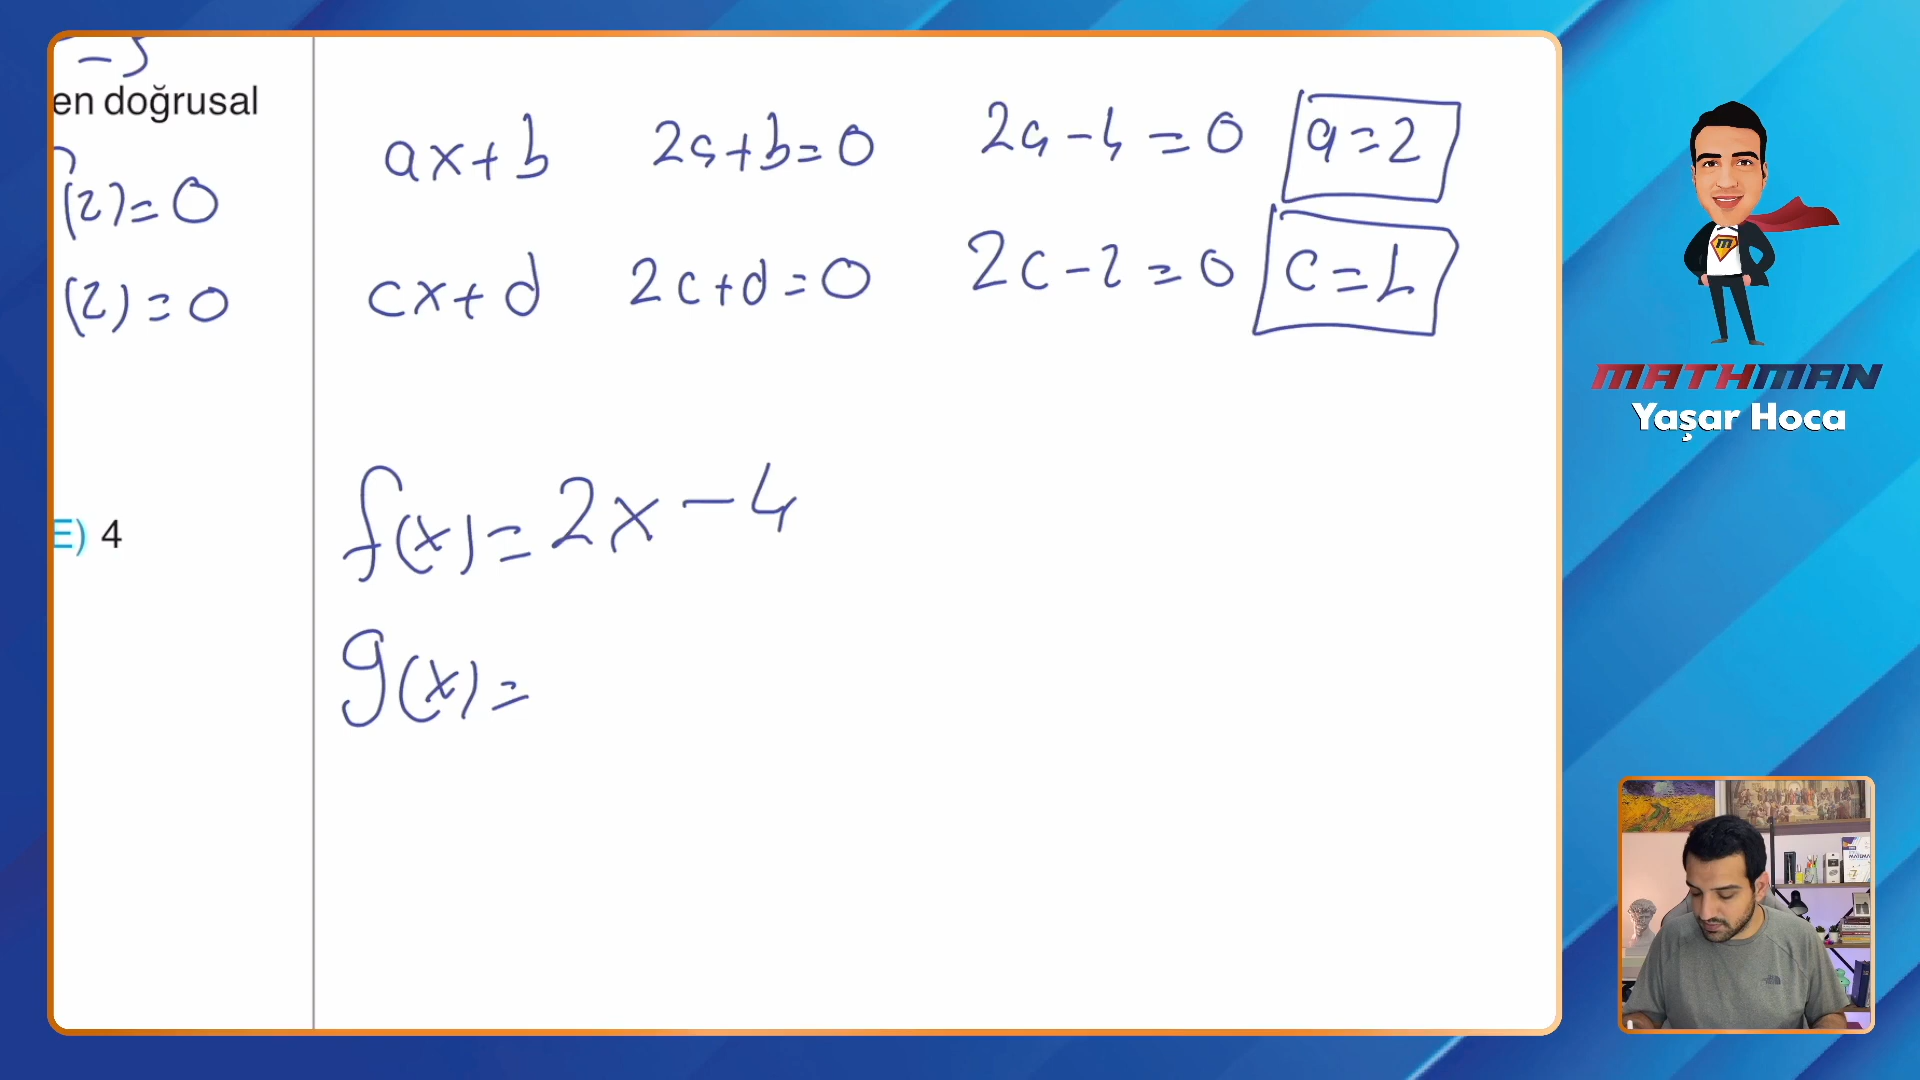 -5
en doğrusal
(2)=0
(2)=0
E) 4
ax+b 2a+b=0 2a-4=0 a=2
cx+d 2c+d=0 2c-2=0 c=1
f(x)=2x-4
g(x)=
MATHMAN
Yaşar Hoca